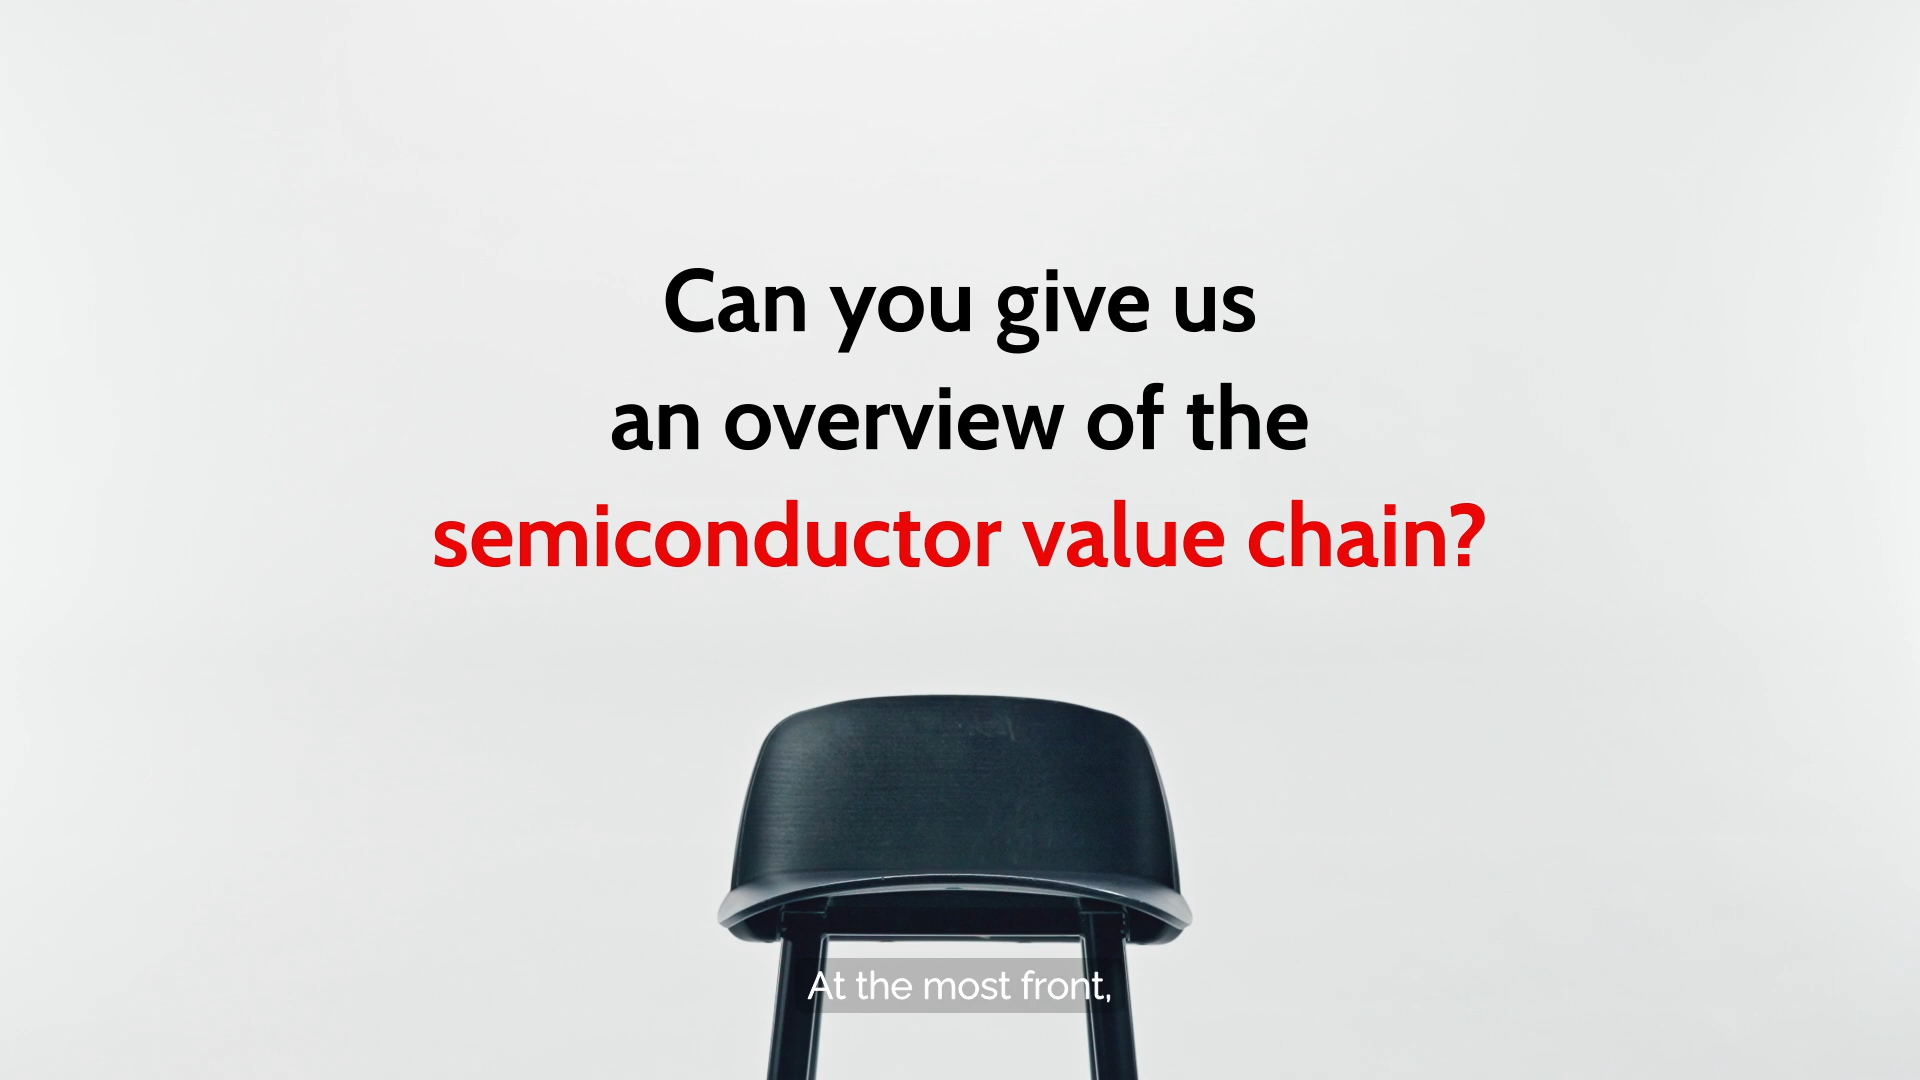 Can you give us
an overview of the
semiconductor value chain?
At the most front,